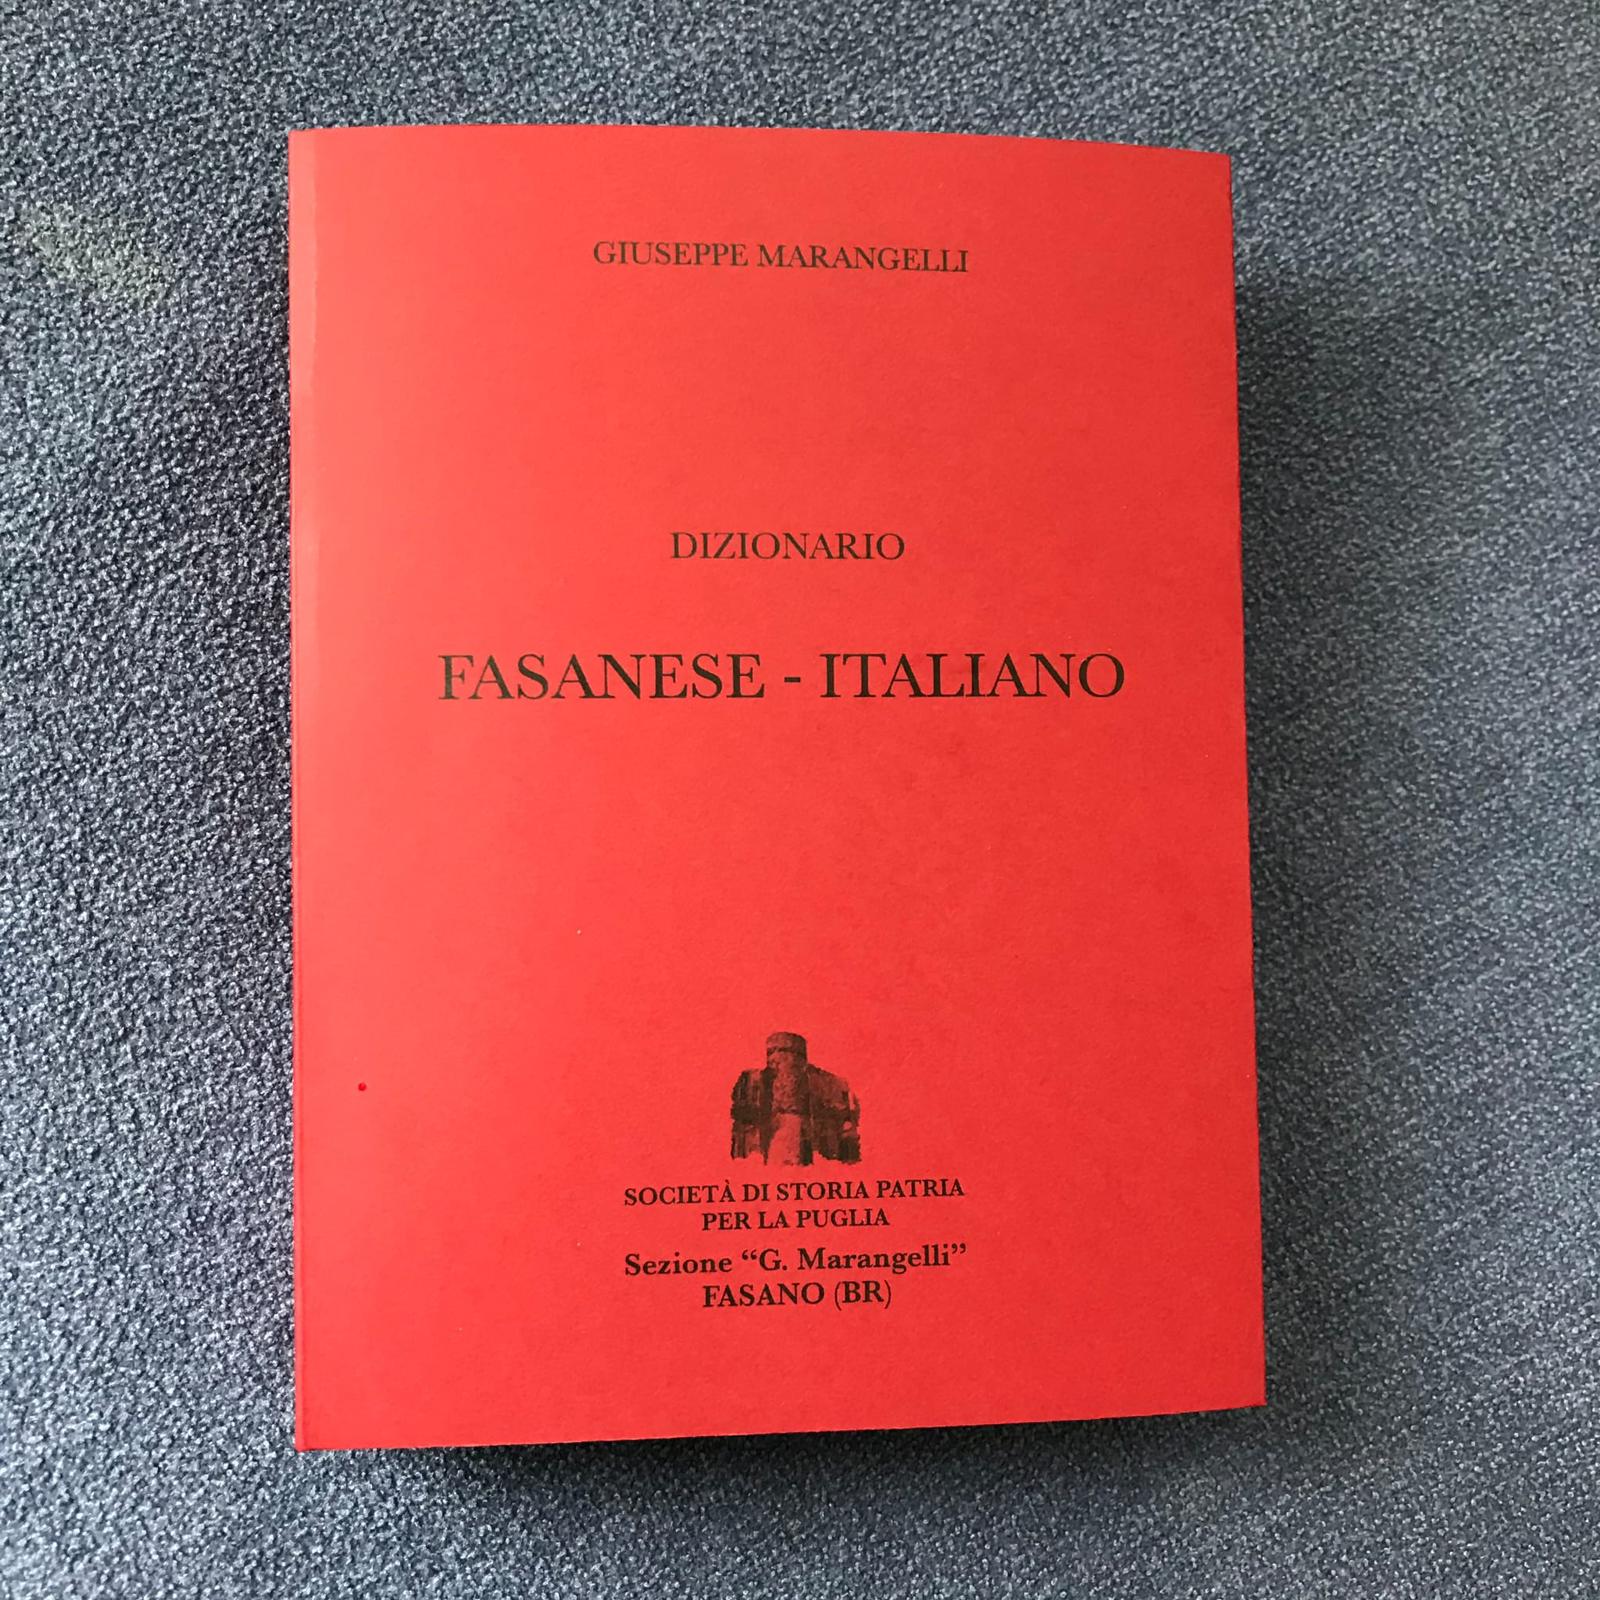 GIUSEPPE MARANGELLI
DIZIONARIO
FASANESE - ITALIANO
SOCIETÀ DI STORIA PATRIA
PER LA PUGLIA
Sezione “G. Marangelli”
FASANO (BR)